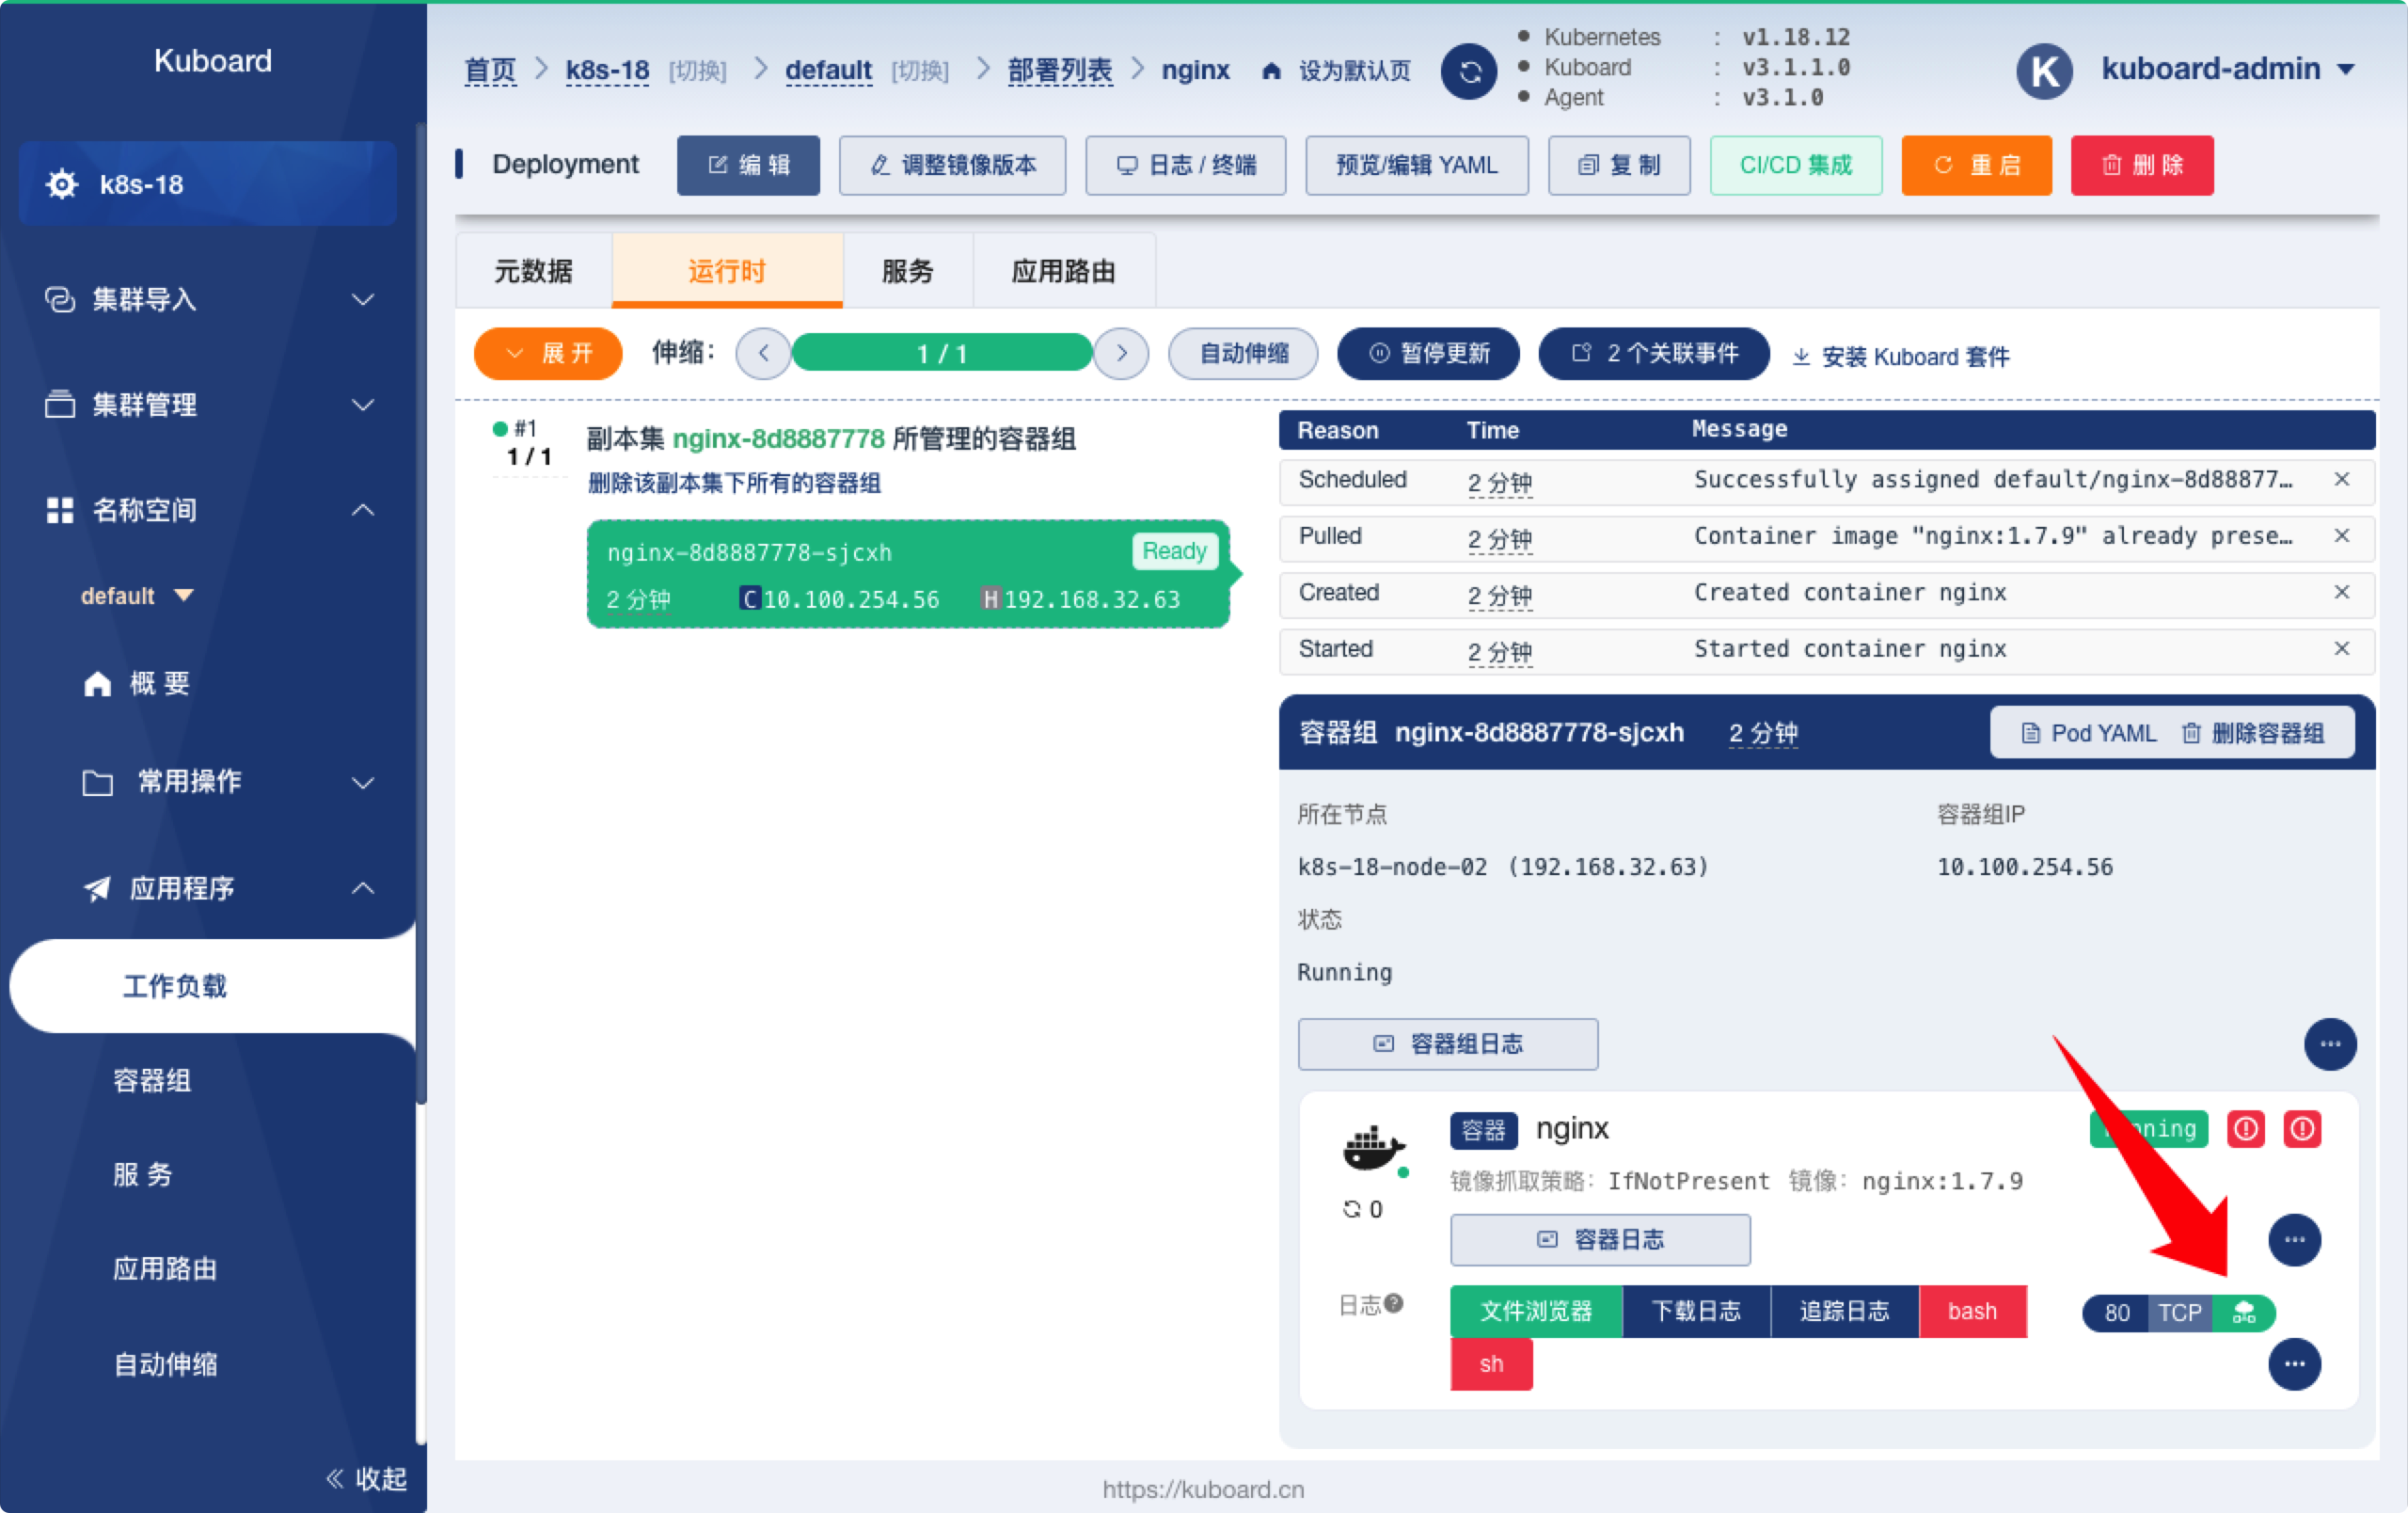 Kuboard
k8s-18
集群导入
集群管理
名称空间
default
概 要
常用操作
应用程序
工作负载
容器组
服 务
应用路由
自动伸缩
收起
首页 k8s-18 [切换] default [切换] 部署列表 nginx 设为默认页
Kubernetes : v1.18.12
Kuboard : v3.1.1.0
Agent : v3.1.0
K kuboard-admin
Deployment 编 辑 调整镜像版本 日志 / 终端 预览/编辑 YAML 复 制 CI/CD 集成 重 启 删 除
元数据 运行时 服务 应用路由
展 开 伸缩： 1 / 1 自动伸缩 暂停更新 2 个关联事件 安装 Kuboard 套件
#1
1 / 1
副本集 nginx-8d8887778 所管理的容器组
删除该副本集下所有的容器组
nginx-8d8887778-sjcxh Ready
2 分钟 C 10.100.254.56 H 192.168.32.63
Reason Time Message
Scheduled 2 分钟 Successfully assigned default/nginx-8d88877…
Pulled 2 分钟 Container image "nginx:1.7.9" already prese…
Created 2 分钟 Created container nginx
Started 2 分钟 Started container nginx
容器组 nginx-8d8887778-sjcxh 2 分钟 Pod YAML 删除容器组
所在节点 容器组IP
k8s-18-node-02 (192.168.32.63) 10.100.254.56
状态
Running
容器组日志
容器 nginx
镜像抓取策略： IfNotPresent 镜像： nginx:1.7.9
0
容器日志
日志 文件浏览器 下载日志 追踪日志 bash 80 TCP
sh
https://kuboard.cn